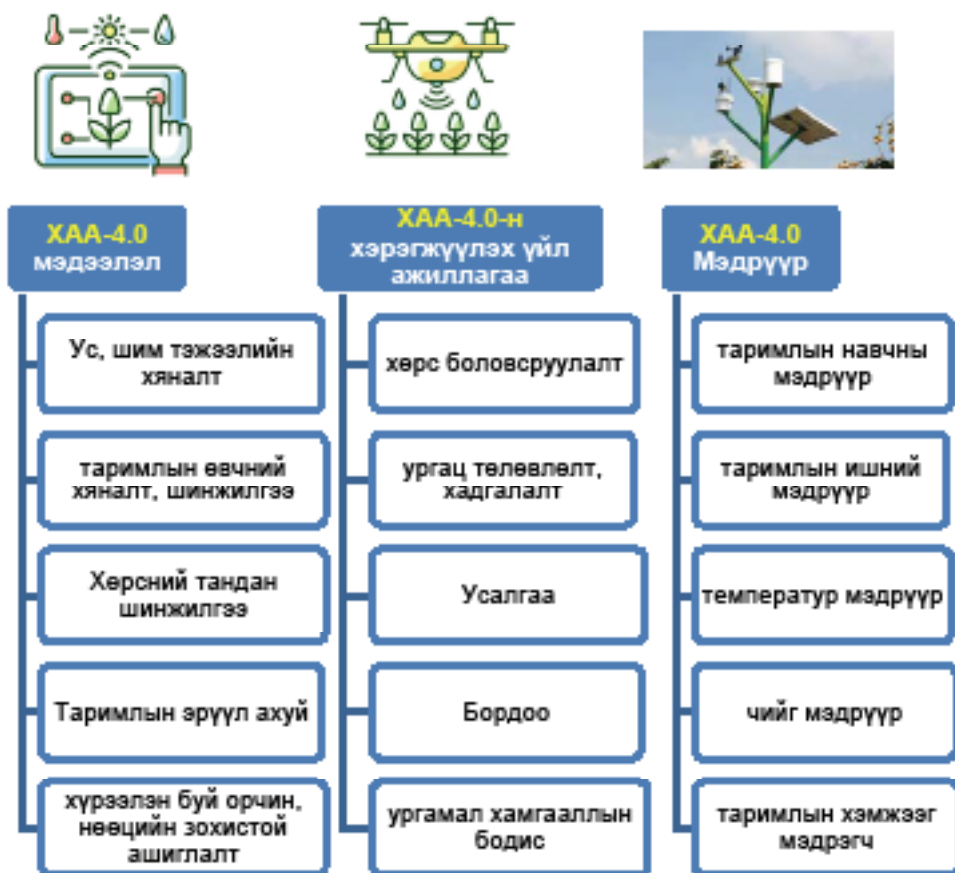 ХАА-4.0
мэдээлэл
Ус, шим тэжээлийн
хяналт
таримлын өвчний
хяналт, шинжилгээ
Хөрсний тандан
шинжилгээ
Таримлын эрүүл ахуй
хүрээлэн буй орчин,
нөөцийн зохистой
ашиглалт
ХАА-4.0-н
хэрэгжүүлэх үйл
ажиллагаа
хөрс боловсруулалт
ургац төлөвлөлт,
хадгалалт
Усалгаа
Бордоо
ургамал хамгааллын
бодис
ХАА-4.0
Мэдрүүр
таримлын навчны
мэдрүүр
таримлын ишний
мэдрүүр
температур мэдрүүр
чийг мэдрүүр
таримлын хэмжээг
мэдрэгч